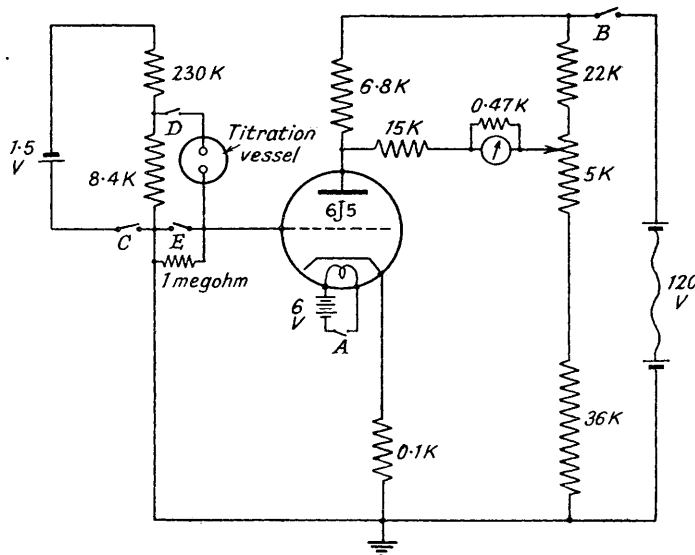 B
230K
6·8K
22K
0·47K
D
15K
Titration
vessel
1·5
V
8·4K
5K
6J5
C
E
1 megohm
6
V
A
120
V
0·1K
36K